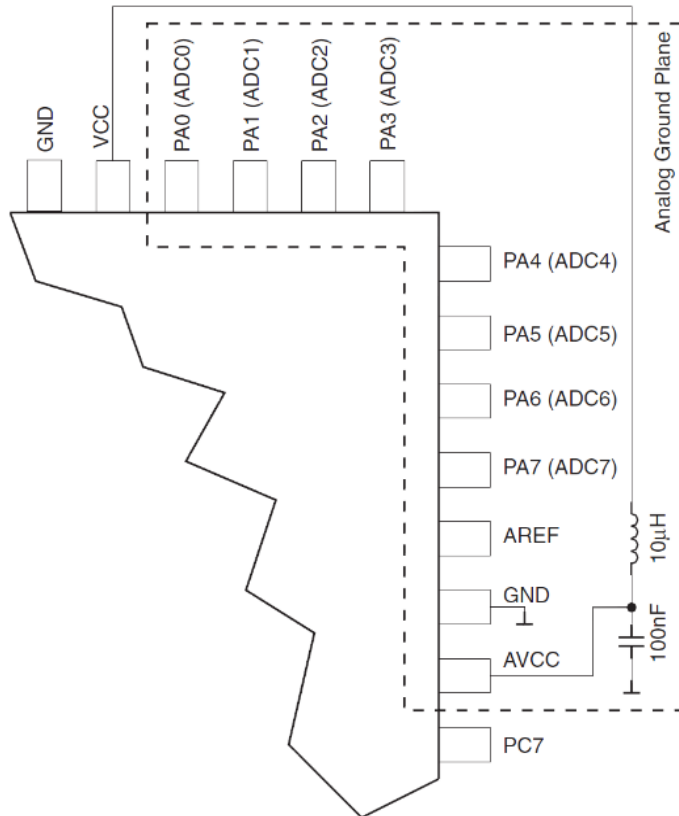 GND
VCC
PA0 (ADC0)
PA1 (ADC1)
PA2 (ADC2)
PA3 (ADC3)
Analog Ground Plane
PA4 (ADC4)
PA5 (ADC5)
PA6 (ADC6)
PA7 (ADC7)
AREF
10μH
GND
AVCC
100nF
PC7